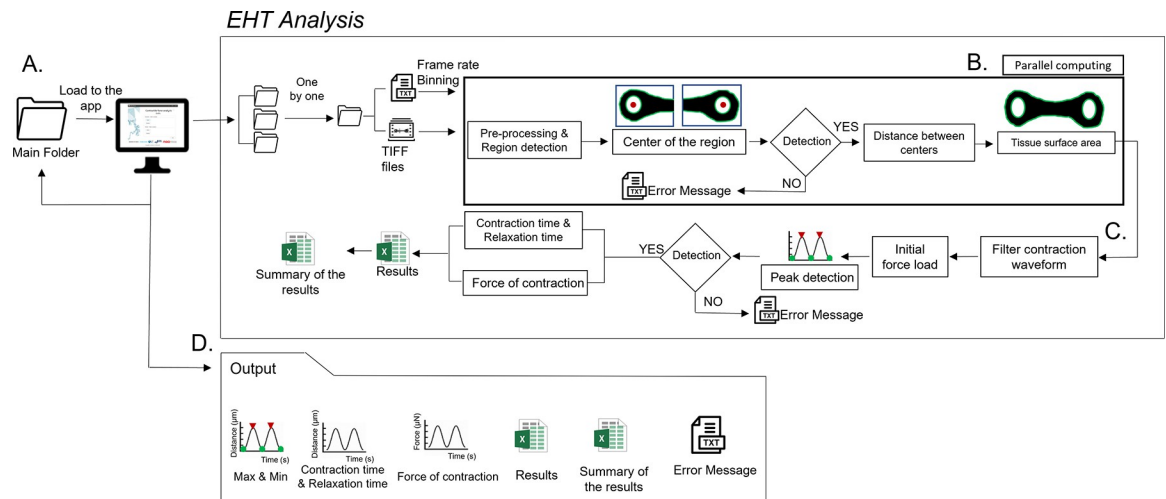 EHT Analysis
A.
Load to the
app
Main Folder
One
by one
Frame rate
Binning
TXT
TIFF
files
B.
Parallel computing
Pre-processing &
Region detection
Center of the region
Detection
YES
NO
TXT
Error Message
Distance between
centers
Tissue surface area
C.
Filter contraction
waveform
Initial
force load
Peak detection
Detection
YES
NO
TXT
Error Message
Contraction time &
Relaxation time
Force of contraction
X
Results
X
Summary of the
results
D.
Output
Distance (μm)
Time (s)
Max & Min
Distance (μm)
Time (s)
Contraction time
& Relaxation time
Force (μN)
Time (s)
Force of contraction
X
Results
X
Summary of
the results
TXT
Error Message